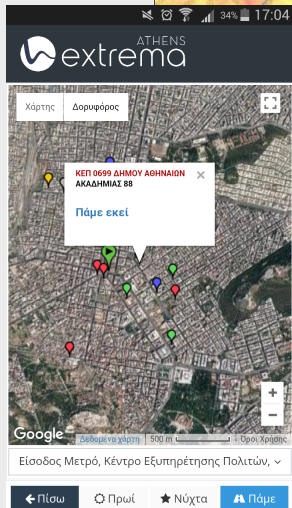 34% 17:04
ATHENS
extrema
Χάρτης Δορυφόρος
ΚΕΠ 0699 ΔΗΜΟΥ ΑΘΗΝΑΙΩΝ
ΑΚΑΔΗΜΙΑΣ 88
Πάμε εκεί
Google Δεδομένα χάρτη 500 m Όροι Χρήσης
Είσοδος Μετρό, Κέντρο Εξυπηρέτησης Πολιτών,
Πίσω Πρωί Νύχτα Πάμε